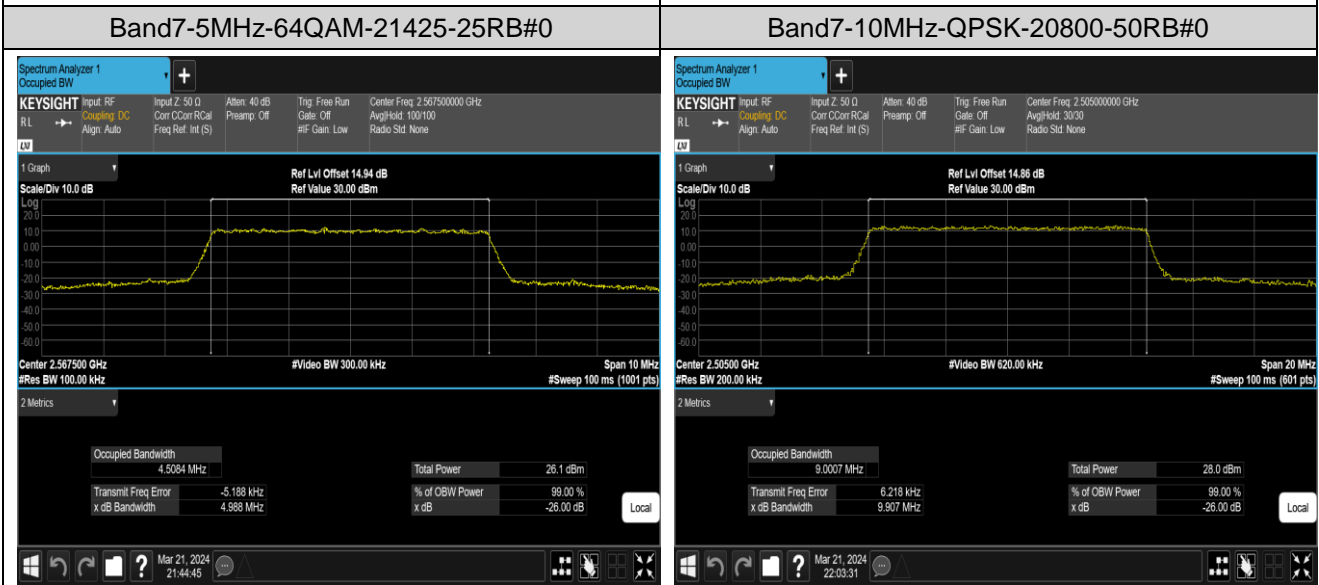 Band7-5MHz-64QAM-21425-25RB#0
Spectrum Analyzer 1
Occupied BW
+
KEYSIGHT
RL
LXI
Input: RF
Coupling: DC
Align: Auto
Input Z: 50 Ω
Corr CCorr RCal
Freq Ref: Int (S)
Atten: 40 dB
Preamp: Off
Trig: Free Run
Gate: Off
#IF Gain: Low
Center Freq: 2.567500000 GHz
Avg|Hold: 100/100
Radio Std: None
1 Graph
Scale/Div 10.0 dB
Ref Lvl Offset 14.94 dB
Ref Value 30.00 dBm
Log
20.0
10.0
0.00
-10.0
-20.0
-30.0
-40.0
-50.0
-60.0
Center 2.567500 GHz
#Res BW 100.00 kHz
#Video BW 300.00 kHz
Span 10 MHz
#Sweep 100 ms (1001 pts)
2 Metrics
Occupied Bandwidth
4.5084 MHz
Transmit Freq Error -5.188 kHz
x dB Bandwidth 4.988 MHz
Total Power 26.1 dBm
% of OBW Power 99.00 %
x dB -26.00 dB
Local
?
Mar 21, 2024
21:44:45
Band7-10MHz-QPSK-20800-50RB#0
Spectrum Analyzer 1
Occupied BW
+
KEYSIGHT
RL
LXI
Input: RF
Coupling: DC
Align: Auto
Input Z: 50 Ω
Corr CCorr RCal
Freq Ref: Int (S)
Atten: 40 dB
Preamp: Off
Trig: Free Run
Gate: Off
#IF Gain: Low
Center Freq: 2.505000000 GHz
Avg|Hold: 30/30
Radio Std: None
1 Graph
Scale/Div 10.0 dB
Ref Lvl Offset 14.86 dB
Ref Value 30.00 dBm
Log
20.0
10.0
0.00
-10.0
-20.0
-30.0
-40.0
-50.0
-60.0
Center 2.50500 GHz
#Res BW 200.00 kHz
#Video BW 620.00 kHz
Span 20 MHz
#Sweep 100 ms (601 pts)
2 Metrics
Occupied Bandwidth
9.0007 MHz
Transmit Freq Error 6.218 kHz
x dB Bandwidth 9.907 MHz
Total Power 28.0 dBm
% of OBW Power 99.00 %
x dB -26.00 dB
Local
?
Mar 21, 2024
22:03:31